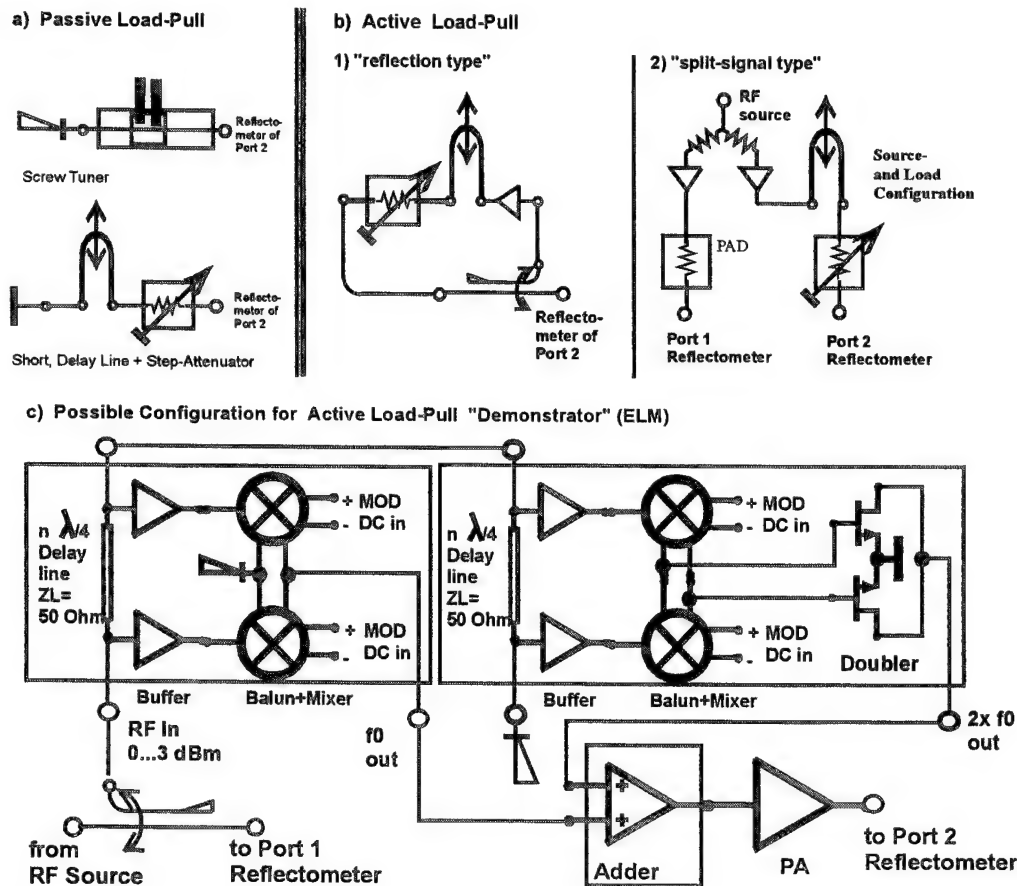 a) Passive Load-Pull
Reflecto-
meter of
Port 2
Screw Tuner
Reflecto-
meter of
Port 2
Short, Delay Line + Step-Attenuator
b) Active Load-Pull
1) "reflection type"
Reflecto-
meter of
Port 2
2) "split-signal type"
RF
source
Source-
and Load
Configuration
PAD
Port 1
Reflectometer
Port 2
Reflectometer
c) Possible Configuration for Active Load-Pull "Demonstrator" (ELM)
n λ/4
Delay
line
ZL=
50 Ohm
+ MOD
- DC in
+ MOD
- DC in
Buffer
Balun+Mixer
n λ/4
Delay
line
ZL=
50 Ohm
+ MOD
- DC in
+ MOD
- DC in
Doubler
Buffer
Balun+Mixer
RF In
0...3 dBm
f0
out
2x f0
out
+
+
Adder
PA
from
RF Source
to Port 1
Reflectometer
to Port 2
Reflectometer